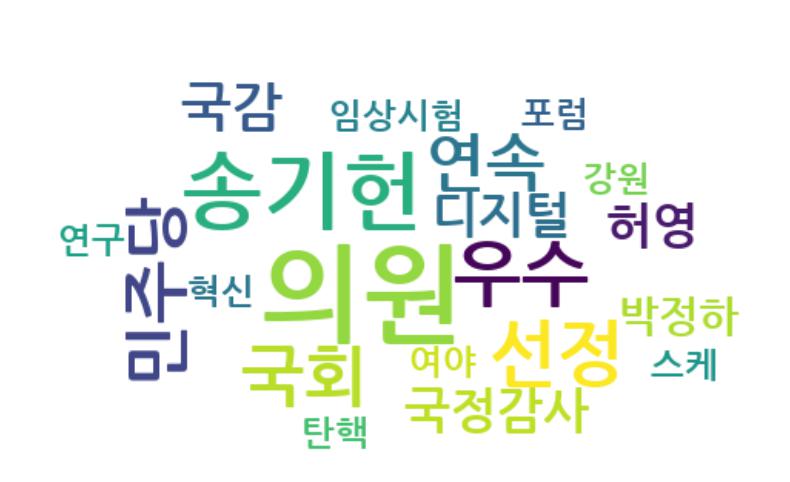 국감
임상시험
포럼
송기헌
연속
강원
디지털
허영
연구
민주당
혁신
의원
우수
박정하
선정
국회
여야
스케
국정감사
탄핵